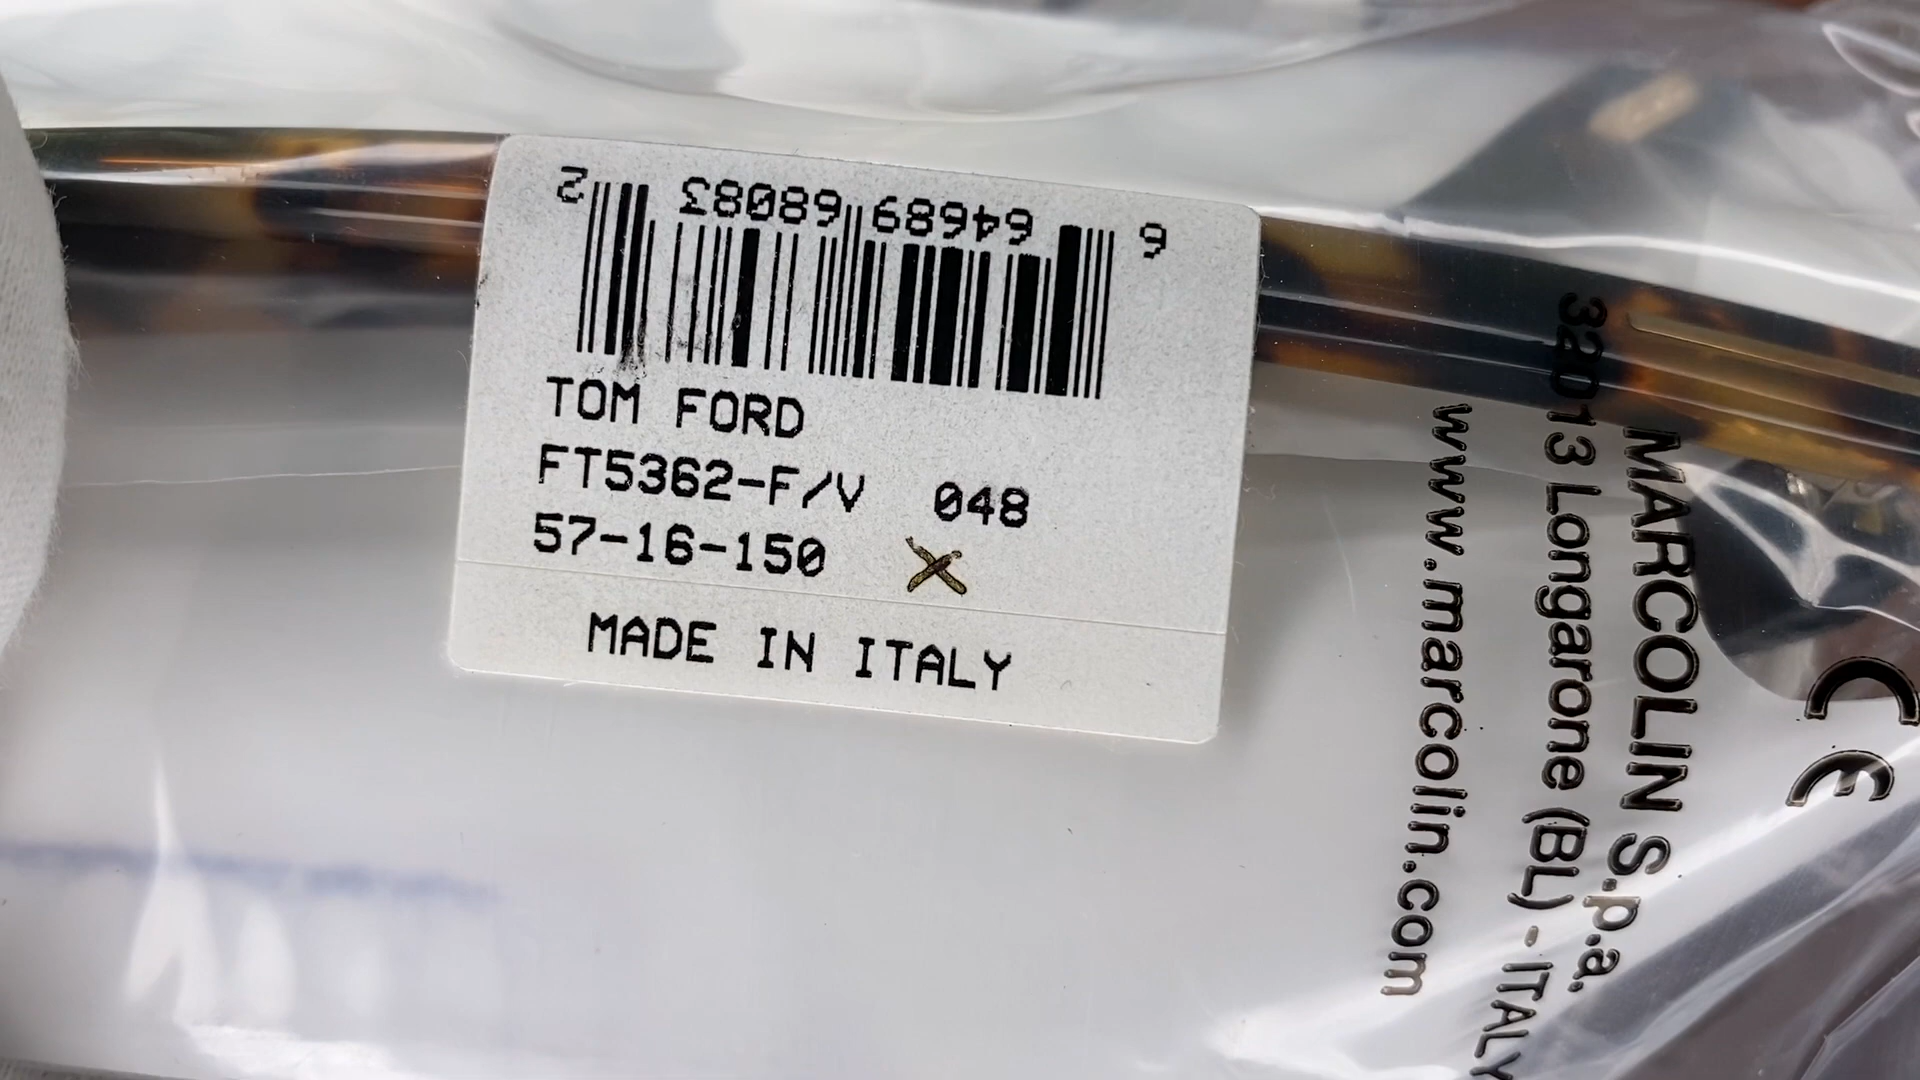 6 64689 68083 2
TOM FORD
FT5362-F/V 048
57-16-150
MADE IN ITALY
MARCOLIN S.p.a.
32013 Longarone (BL) - ITALY
www.marcolin.com
CE